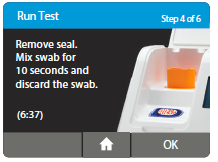 Run Test
Step 4 of 6
Remove seal.
Mix swab for
10 seconds and
discard the swab.
(6:37)
OK